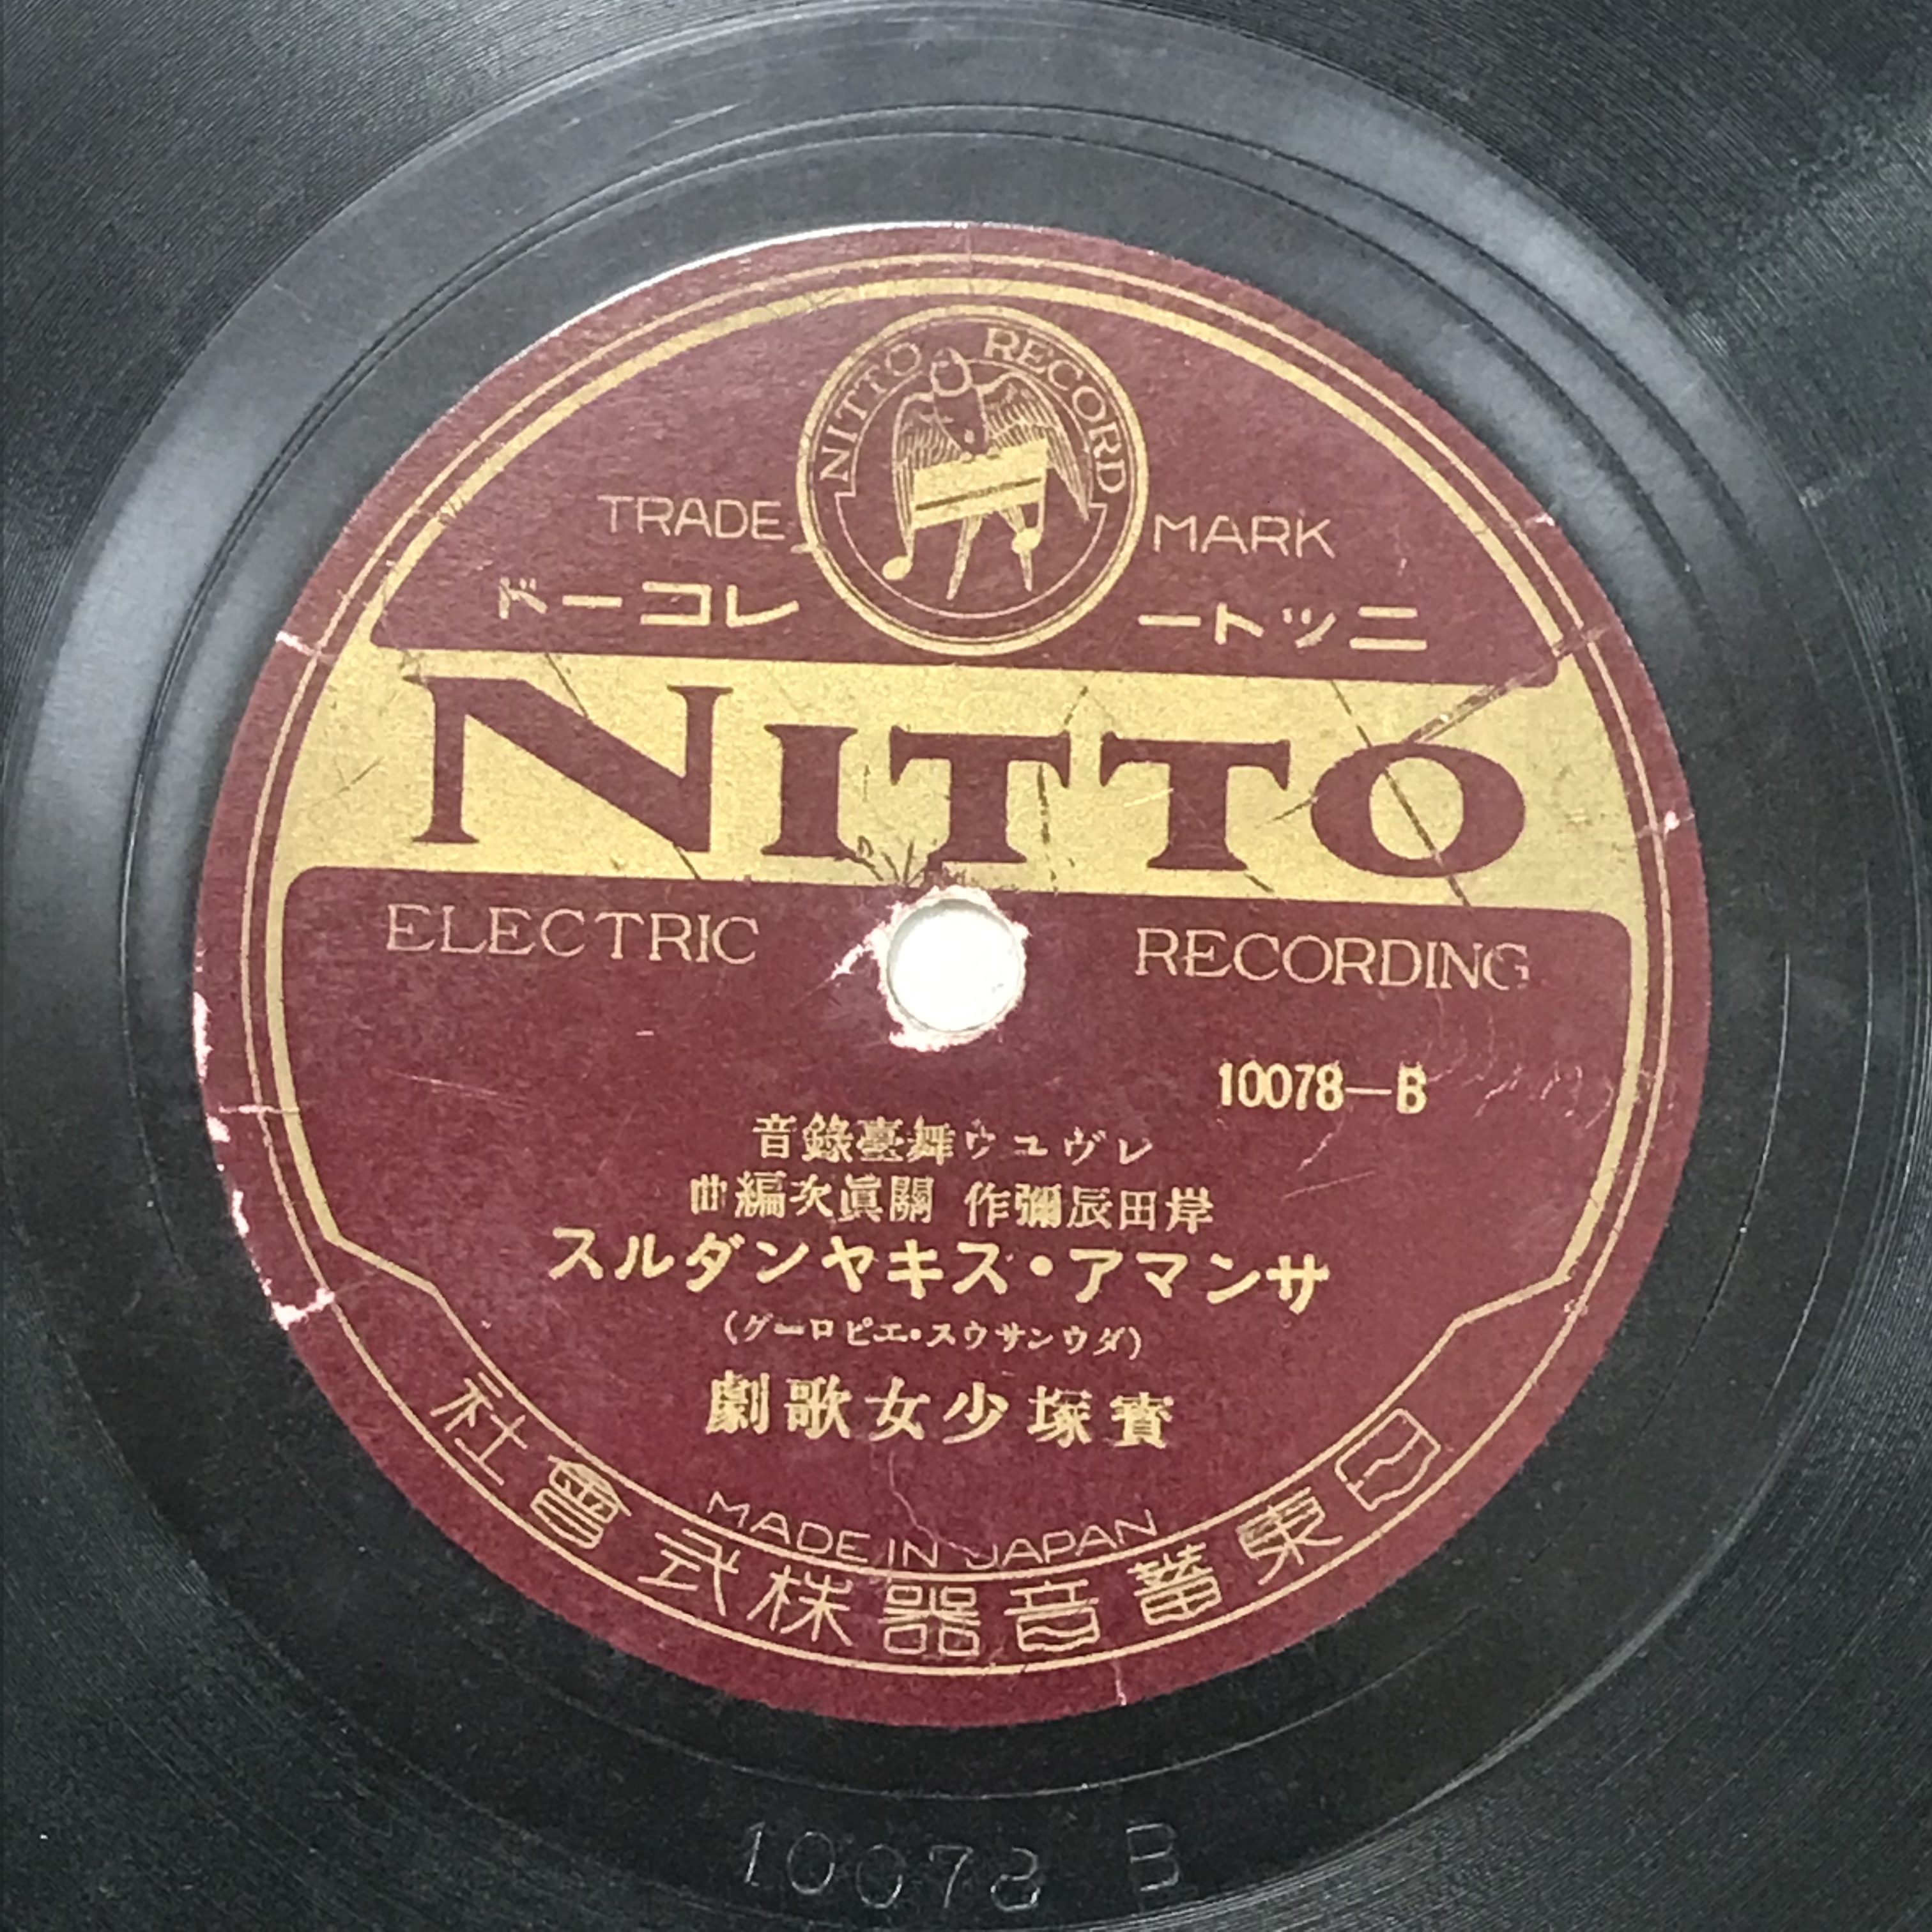 NITTO RECORD
TRADE MARK
ニットー レコード
NITTO
ELECTRIC RECORDING
10078-B
レヴユウ舞臺錄音
岸田辰彌作 關眞次編曲
サンマア・スキヤンダルス
(ダウンサウス・エピローグ)
寳塚少女歌劇
MADE IN JAPAN
日東蓄音器株式會社
10078 B